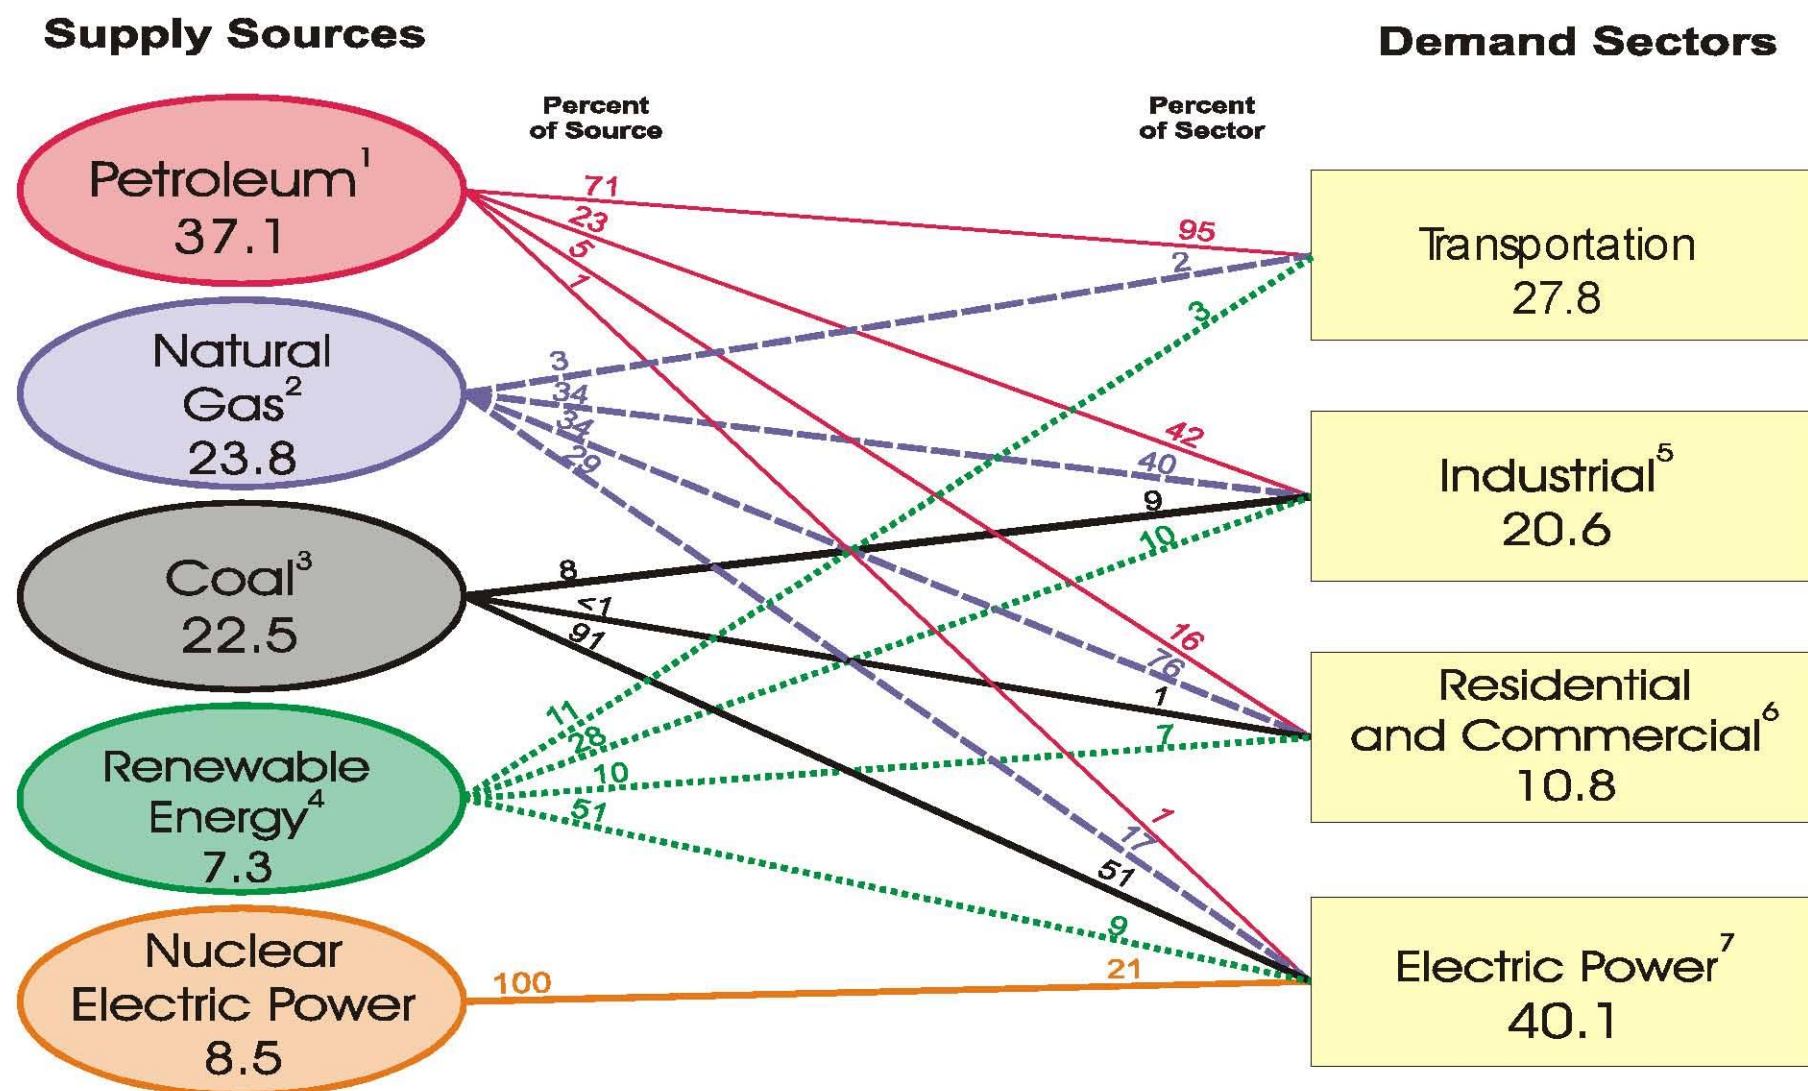 Supply Sources
Demand Sectors
Percent
of Source
Percent
of Sector
Petroleum¹
37.1
Natural
Gas²
23.8
Coal³
22.5
Renewable
Energy⁴
7.3
Nuclear
Electric Power
8.5
71
23
5
1
3
34
34
29
8
<1
91
11
28
10
51
100
95
2
3
42
40
9
10
16
76
1
7
1
17
51
9
21
Transportation
27.8
Industrial⁵
20.6
Residential
and Commercial⁶
10.8
Electric Power⁷
40.1